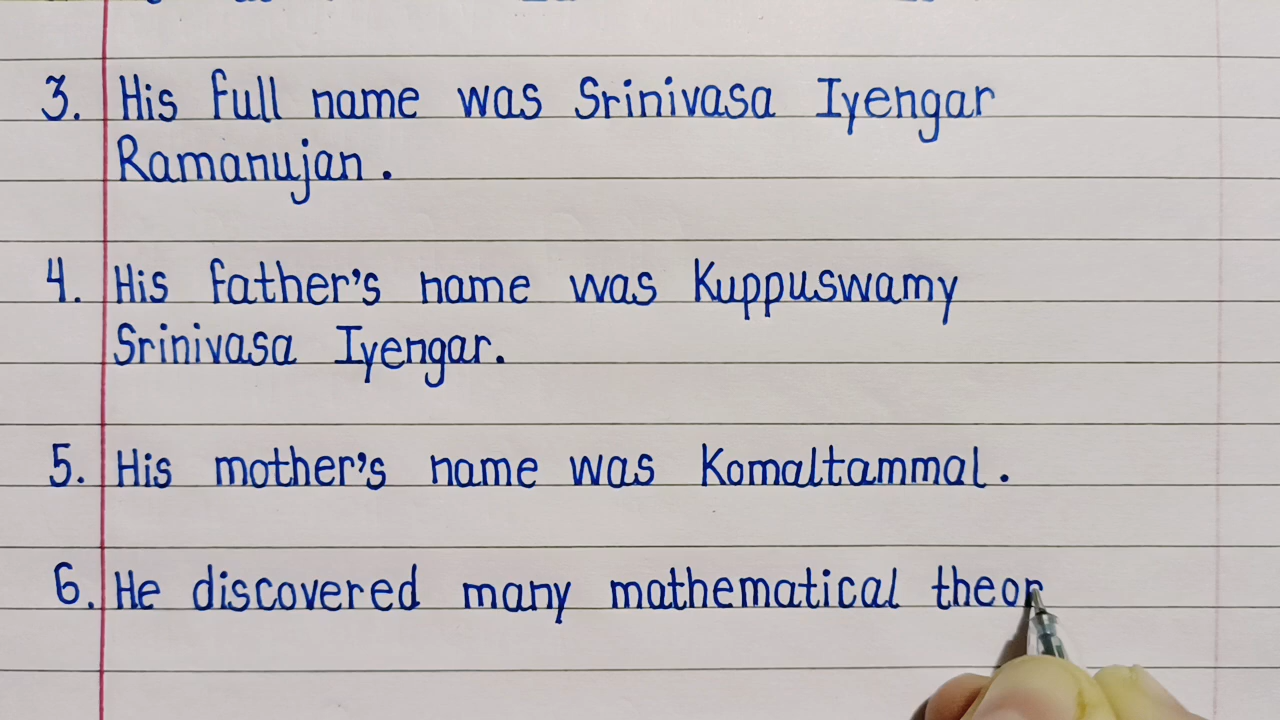 3. His full name was Srinivasa Iyengar
Ramanujan.
4. His father's name was Kuppuswamy
Srinivasa Iyengar.
5. His mother's name was Komaltammal.
6. He discovered many mathematical theor